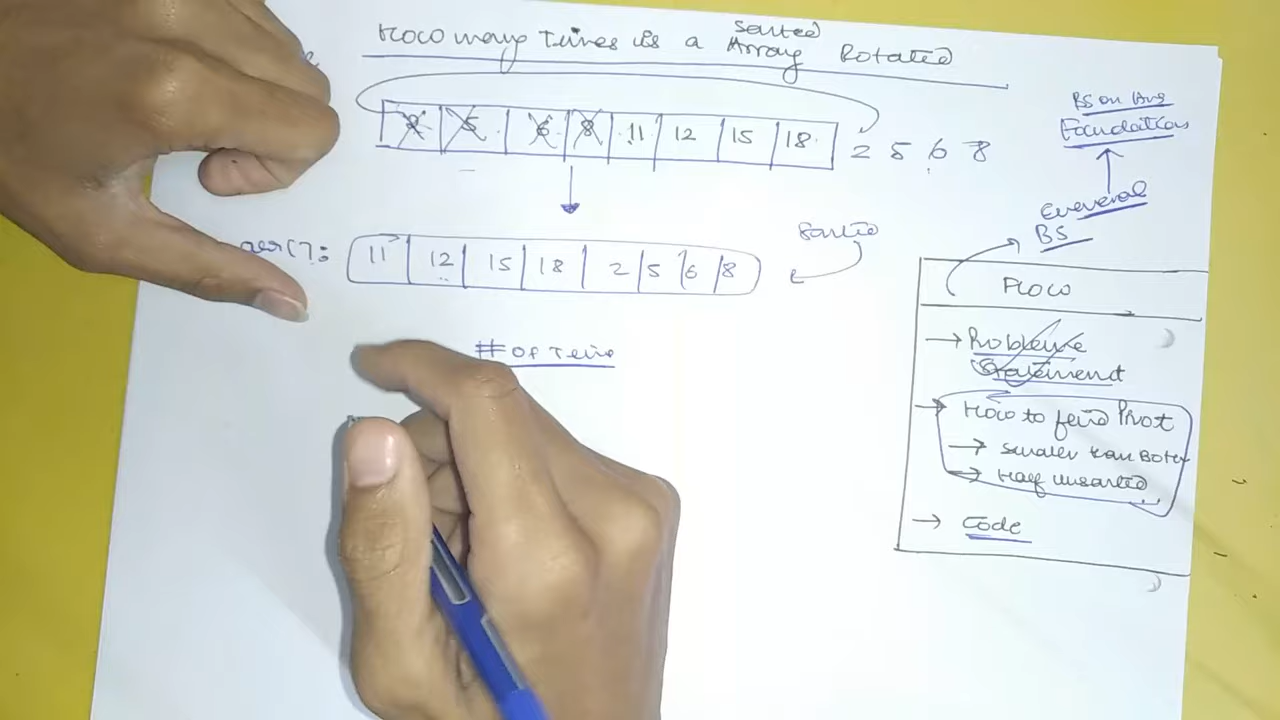 How many Times is a Sorted Array Rotated
2 5 6 8 11 12 15 18 2 5 6 8
Sorted
arr[]: 11 12 15 18 2 5 6 8
# of Time
BS on Ans
Foundation
General
BS
Flow
→ Problem
Statement
→ How to find Pivot
→ smaller than Both
→ Half unsorted
→ Code